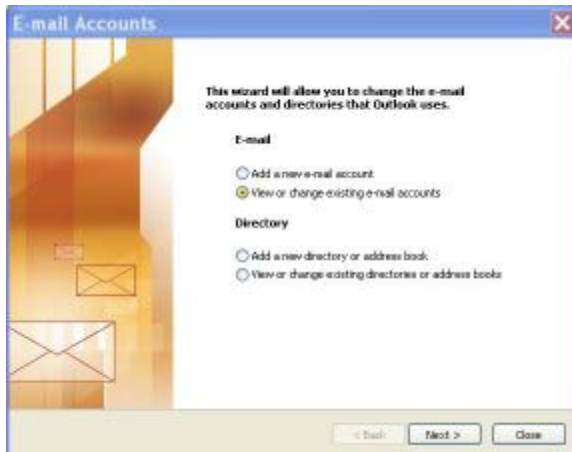 E-mail Accounts
This wizard will allow you to change the e-mail
accounts and directories that Outlook uses.
E-mail
Add a new e-mail account
View or change existing e-mail accounts
Directory
Add a new directory or address book
View or change existing directories or address books
< Back
Next >
Close